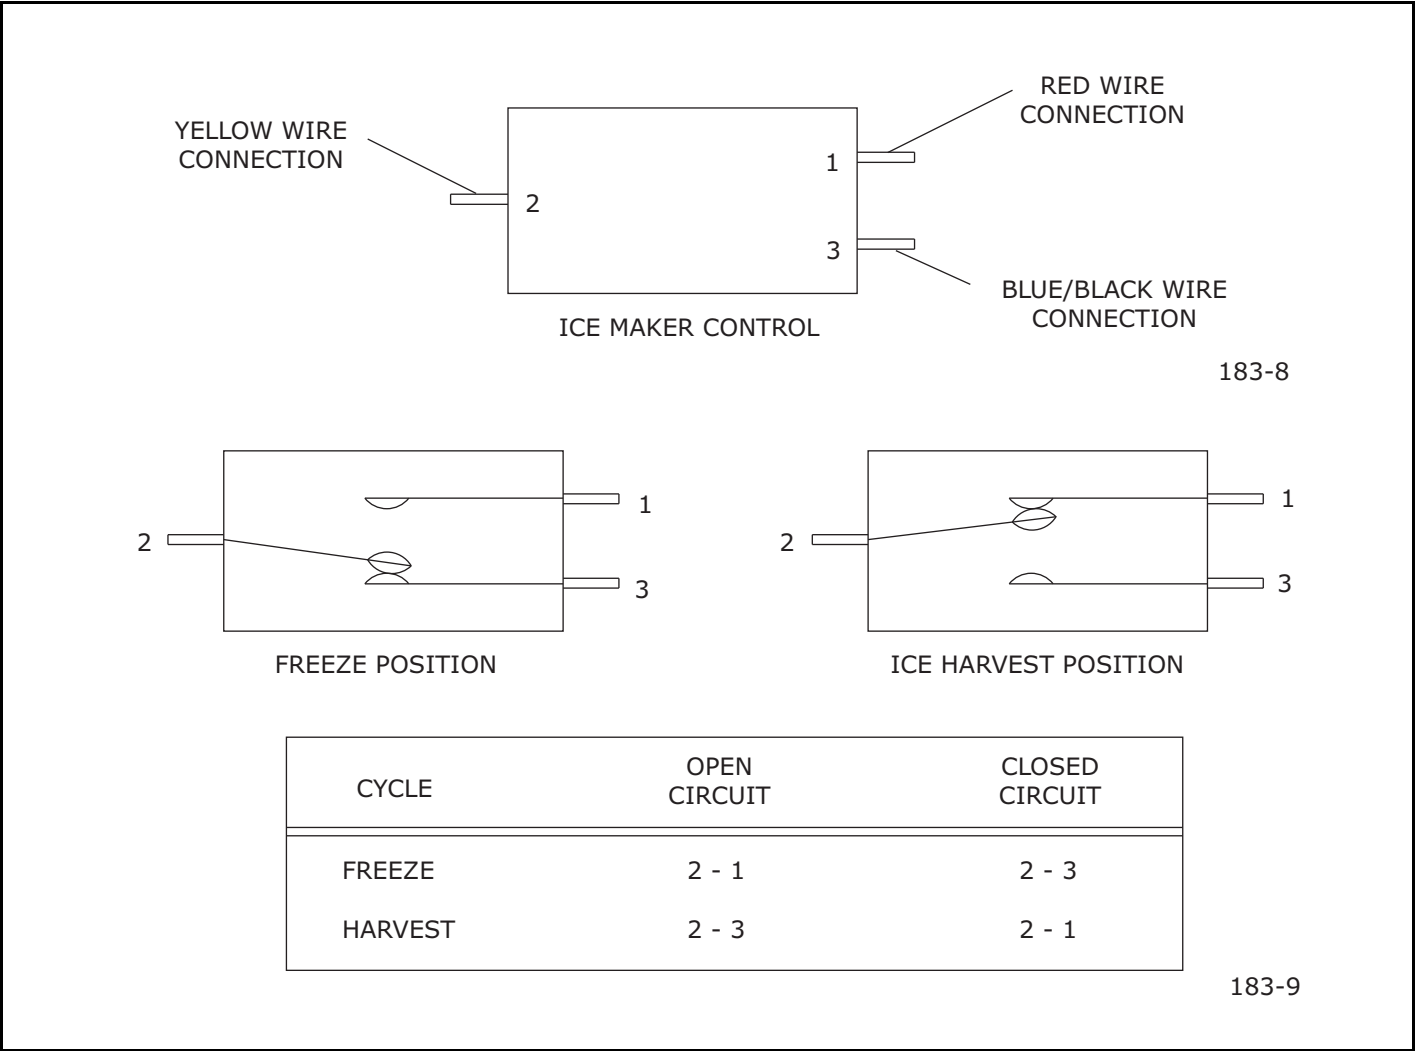 RED WIRE
CONNECTION
YELLOW WIRE
CONNECTION
1
2
3
BLUE/BLACK WIRE
CONNECTION
ICE MAKER CONTROL
183-8
1
2
3
FREEZE POSITION
1
2
3
ICE HARVEST POSITION
CYCLE
OPEN
CIRCUIT
CLOSED
CIRCUIT
FREEZE 2 - 1 2 - 3
HARVEST 2 - 3 2 - 1
183-9